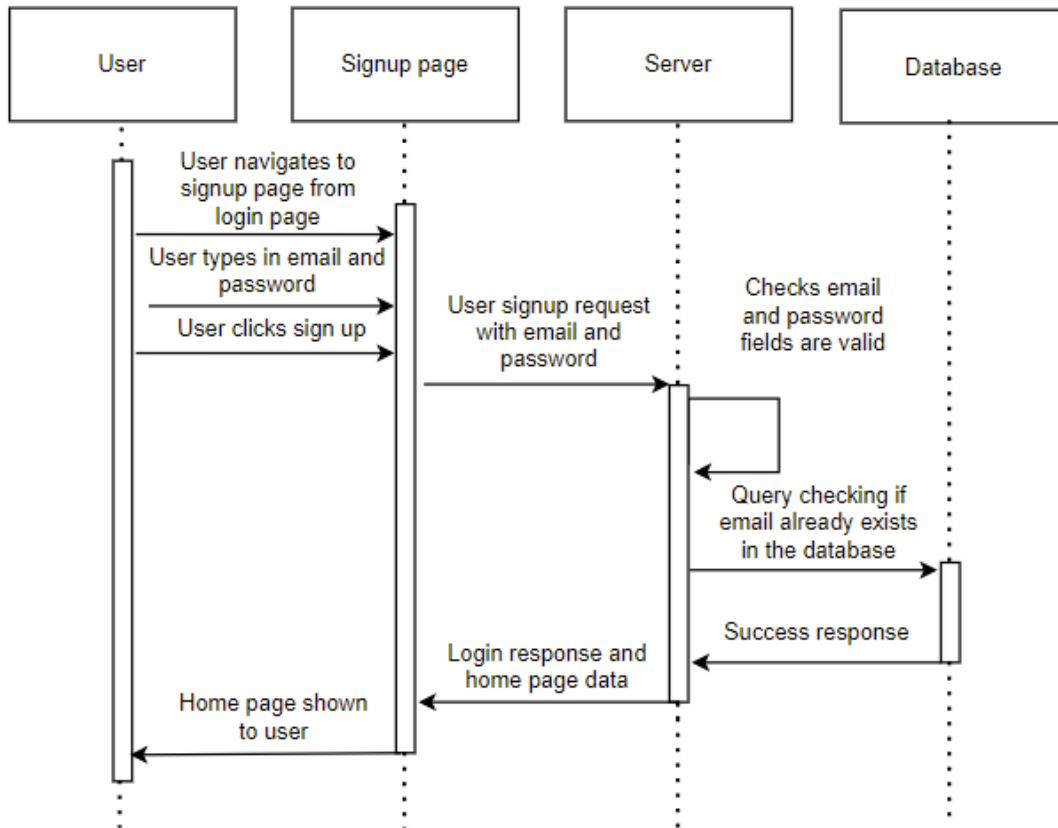 User
Signup page
Server
Database
User navigates to
signup page from
login page
User types in email and
password
User clicks sign up
User signup request
with email and
password
Checks email
and password
fields are valid
Query checking if
email already exists
in the database
Success response
Login response and
home page data
Home page shown
to user